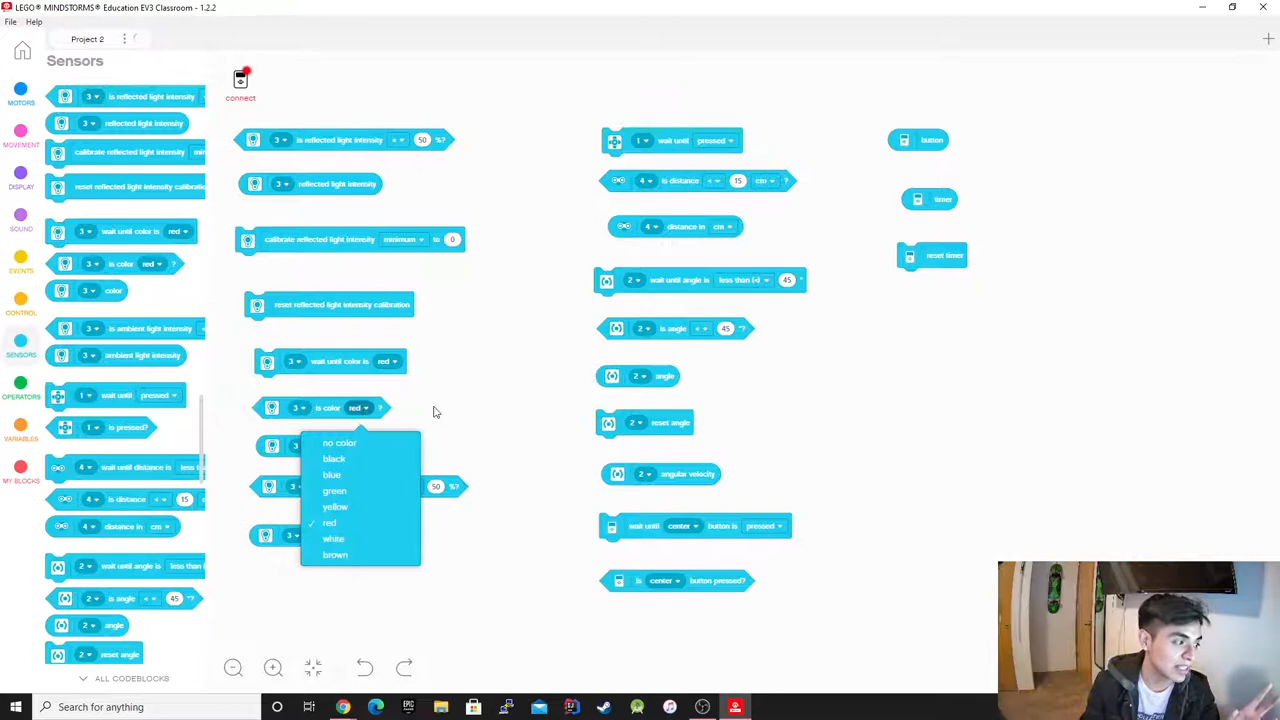 LEGO® MINDSTORMS® Education EV3 Classroom - 1.2.2
File Help
Project 2
Sensors
MOTORS
MOVEMENT
DISPLAY
SOUND
EVENTS
CONTROL
SENSORS
OPERATORS
VARIABLES
MY BLOCKS
3 is reflected light intensity
3 reflected light intensity
calibrate reflected light intensity
reset reflected light intensity
3 wait until color is red
3 is color red ?
3 color
3 is ambient light intensity <
3 ambient light intensity
1 wait until pressed
1 is pressed?
4 wait until distance is
4 is distance < 15
4 distance in cm
2 wait until angle is
2 is angle < 45 °?
2 angle
2 reset angle
ALL CODEBLOCKS
connect
3 is reflected light intensity < 50 %?
3 reflected light intensity
calibrate reflected light intensity minimum to 0
reset reflected light intensity calibration
3 wait until color is red
3 is color red ?
3
3 50 %?
3
no color
black
blue
green
yellow
✓ red
white
brown
1 wait until pressed
4 is distance < 15 cm ?
4 distance in cm
2 wait until angle is less than (<) 45 °
2 is angle < 45 °?
2 angle
2 reset angle
2 angular velocity
wait until center button is pressed
is center button pressed?
button
timer
reset timer
Search for anything
EPIC